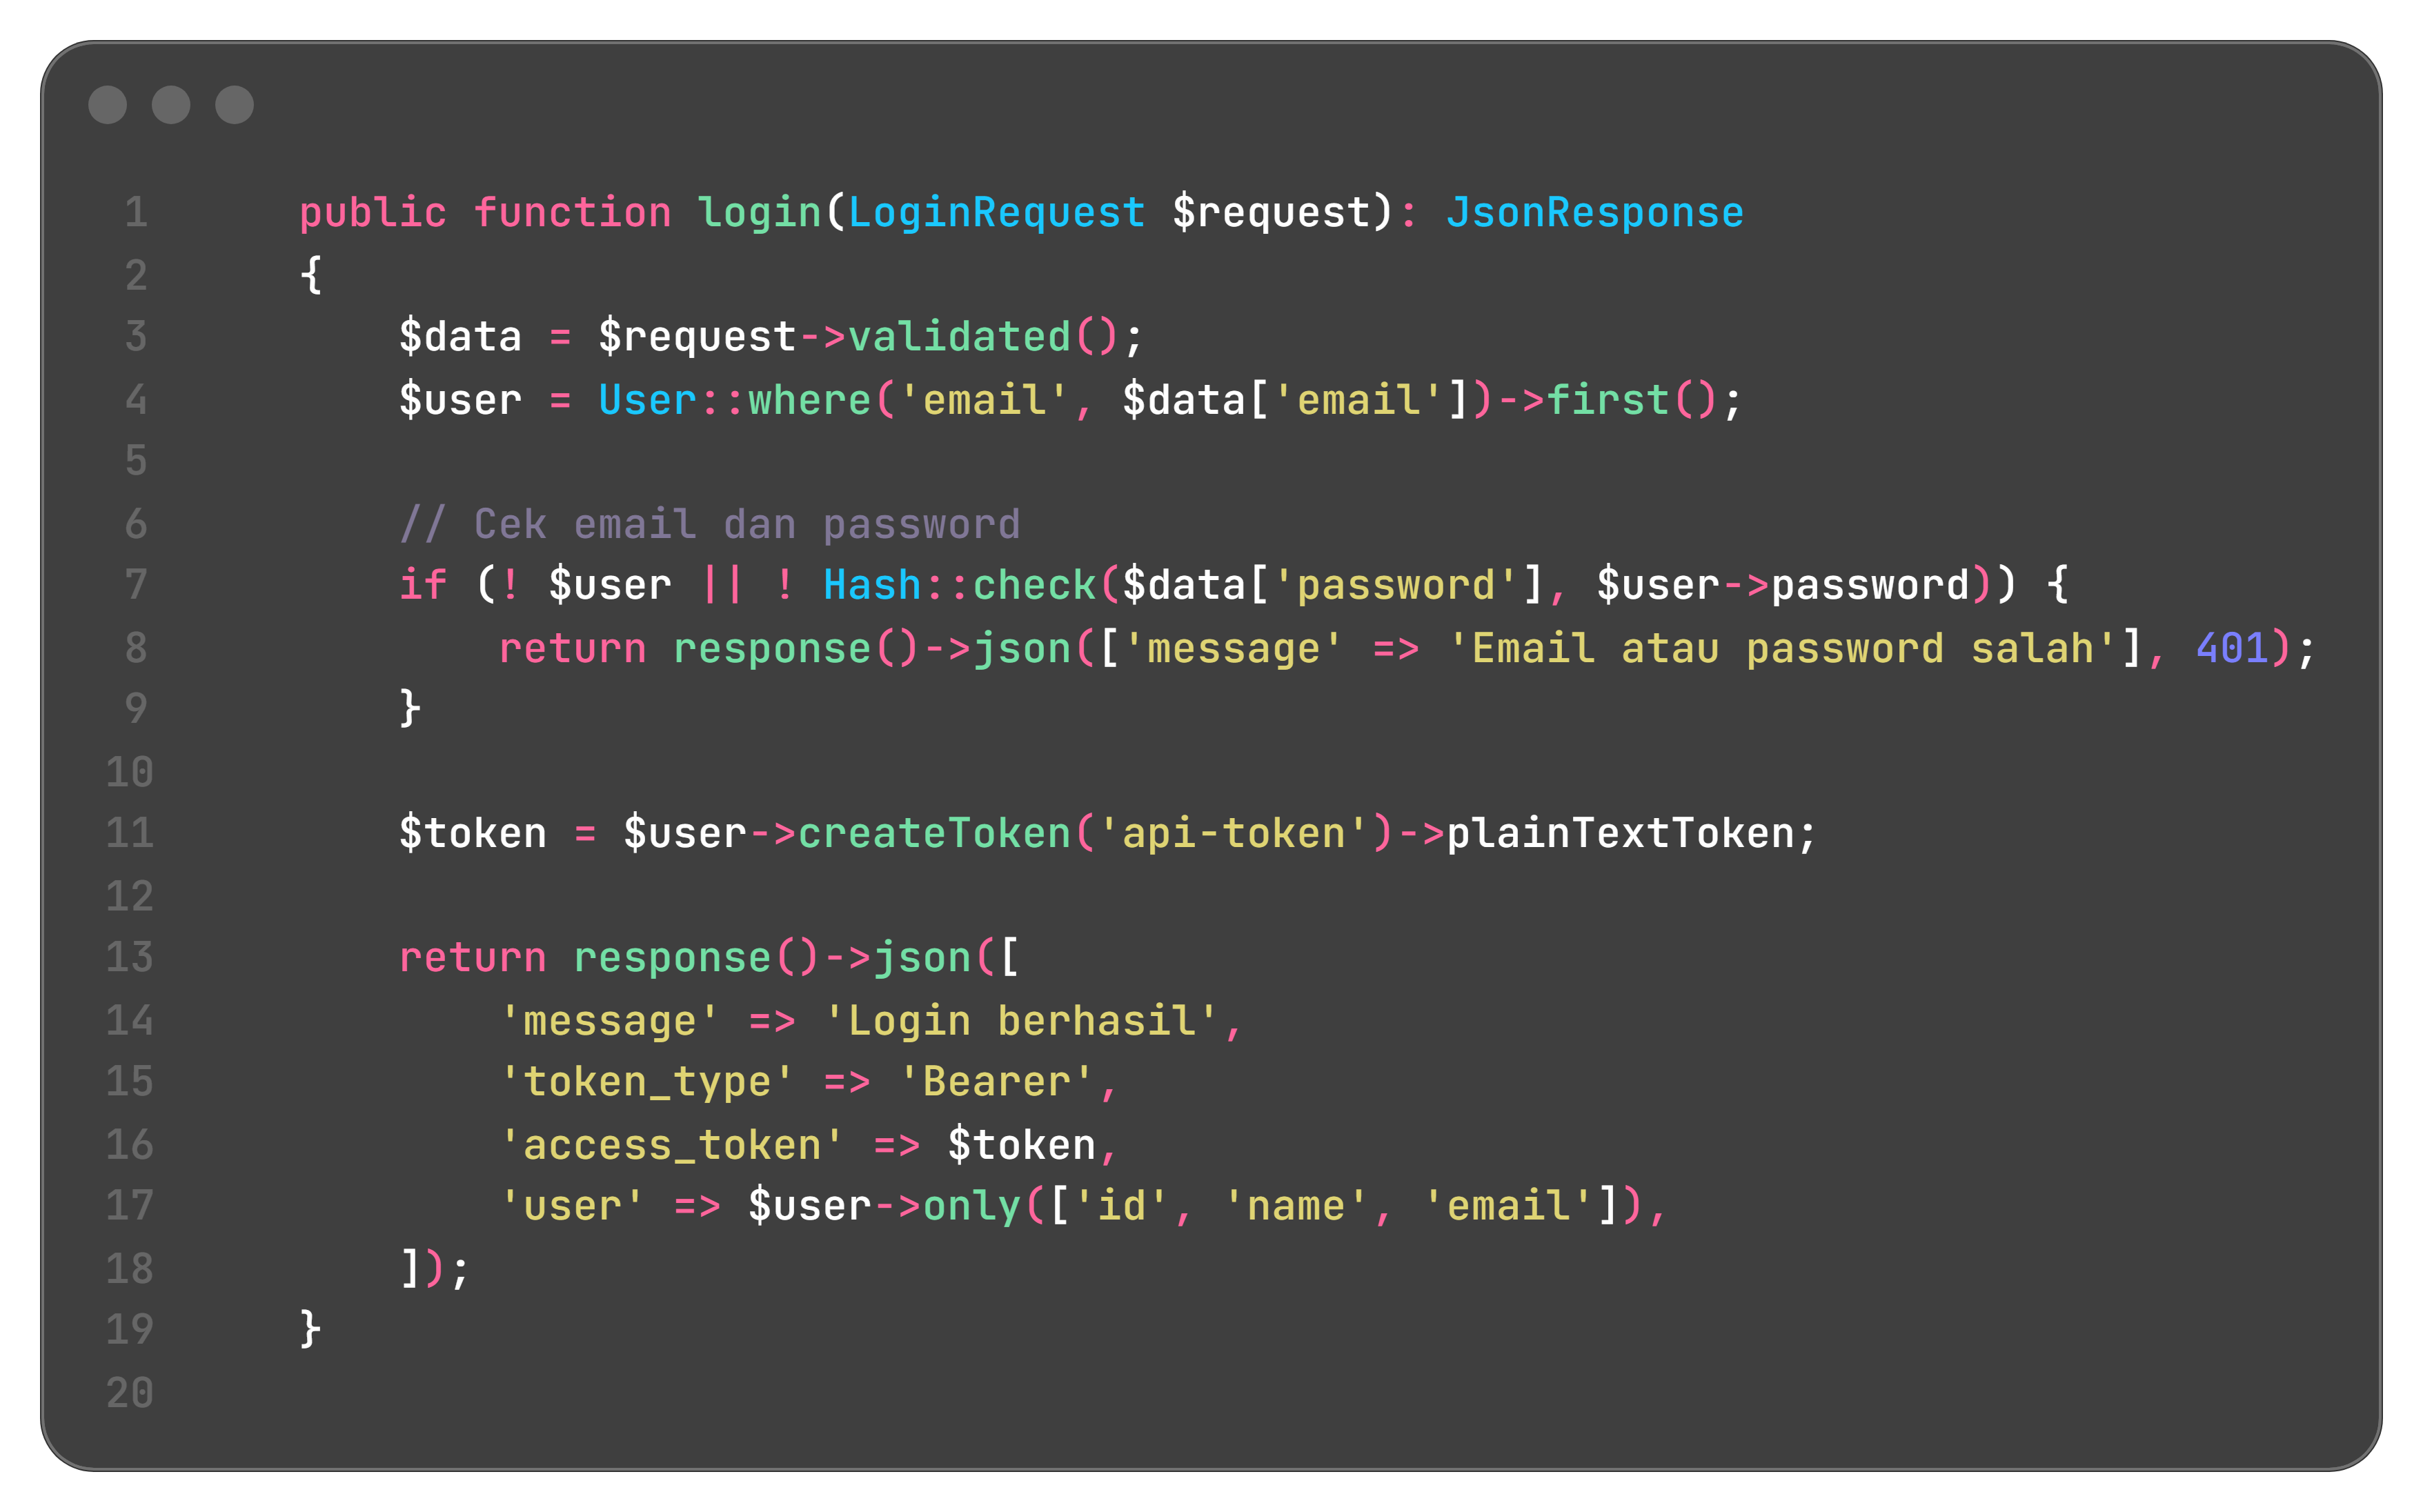 1 public function login(LoginRequest $request): JsonResponse
2 {
3 $data = $request->validated();
4 $user = User::where('email', $data['email'])->first();
5
6 // Cek email dan password
7 if (! $user || ! Hash::check($data['password'], $user->password)) {
8 return response()->json(['message' => 'Email atau password salah'], 401);
9 }
10
11 $token = $user->createToken('api-token')->plainTextToken;
12
13 return response()->json([
14 'message' => 'Login berhasil',
15 'token_type' => 'Bearer',
16 'access_token' => $token,
17 'user' => $user->only(['id', 'name', 'email']),
18 ]);
19 }
20